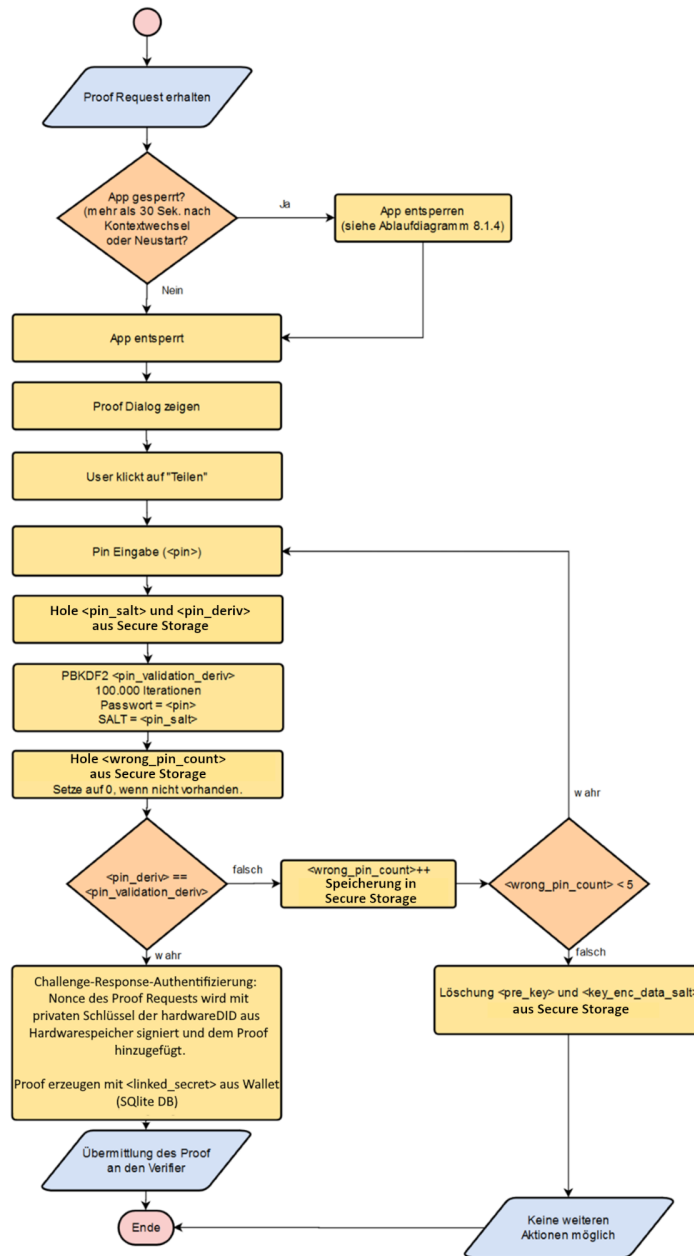 Proof Request erhalten
App gesperrt?
(mehr als 30 Sek. nach
Kontextwechsel
oder Neustart?
Ja
App entsperren
(siehe Ablaufdiagramm 8.1.4)
Nein
App entsperrt
Proof Dialog zeigen
User klickt auf "Teilen"
Pin Eingabe (<pin>)
Hole <pin_salt> und <pin_deriv>
aus Secure Storage
PBKDF2 <pin_validation_deriv>
100.000 Iterationen
Passwort = <pin>
SALT = <pin_salt>
Hole <wrong_pin_count>
aus Secure Storage
Setze auf 0, wenn nicht vorhanden.
wahr
<pin_deriv> ==
<pin_validation_deriv>
falsch
<wrong_pin_count>++
Speicherung in
Secure Storage
<wrong_pin_count> < 5
wahr
falsch
Challenge-Response-Authentifizierung:
Nonce des Proof Requests wird mit
privaten Schlüssel der hardwareDID aus
Hardwarespeicher signiert und dem Proof
hinzugefügt.
Proof erzeugen mit <linked_secret> aus Wallet
(SQlite DB)
Löschung <pre_key> und <key_enc_data_salt>
aus Secure Storage
Übermittlung des Proof
an den Verifier
Ende
Keine weiteren
Aktionen möglich